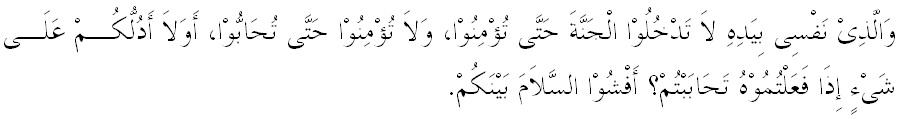 وَالَّذِىْ نَفْسِى بِيَدِهِ لاَ تَدْخُلُوْا الْجَنَّةَ حَتَّى تُؤْمِنُوْا، وَلاَ تُؤْمِنُوْا حَتَّى تُحَابُّوْا، أَوَلاَ أَدُلُّكُمْ عَلَى
شَىْءٍ إِذَا فَعَلْتُمُوْهُ تَحَابَبْتُمْ؟ أَفْشُوْا السَّلاَمَ بَيْنَكُمْ.